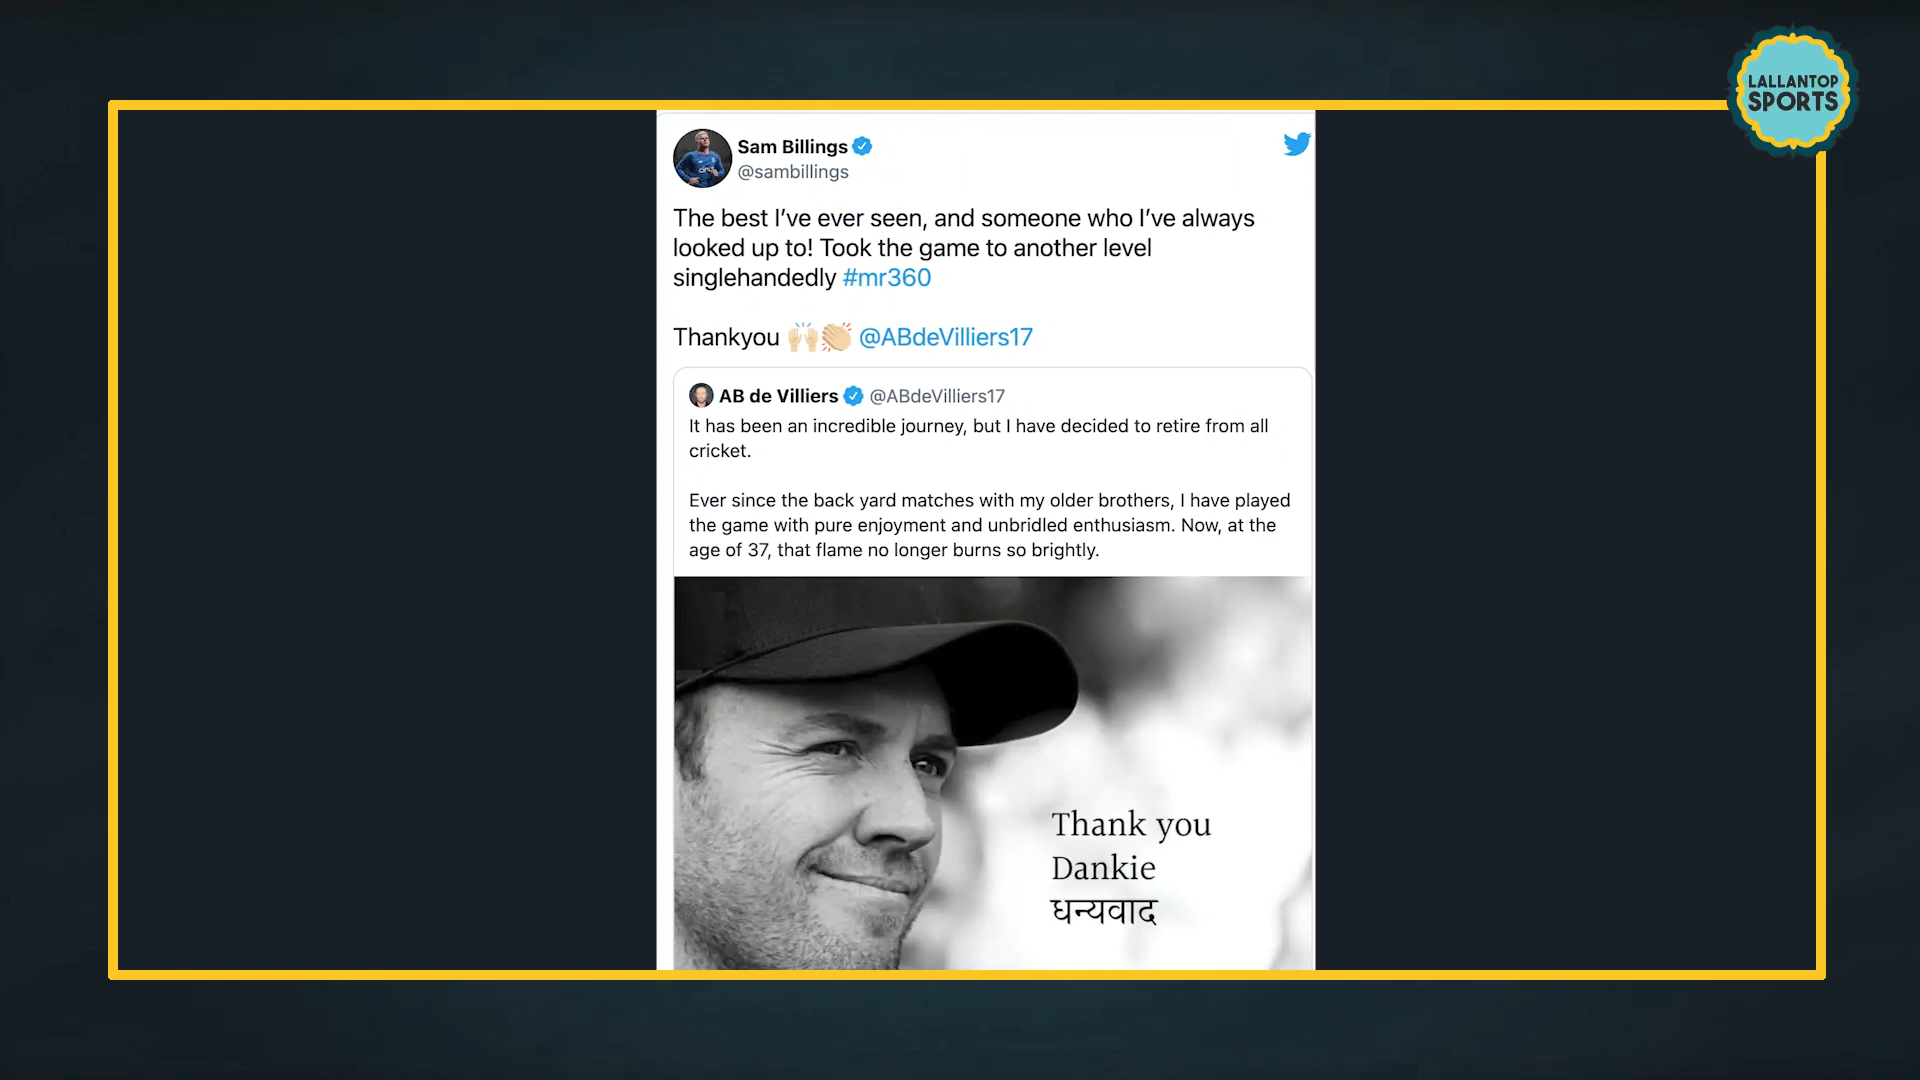 LALLANTOP
SPORTS
Sam Billings
@sambillings
The best I’ve ever seen, and someone who I’ve always
looked up to! Took the game to another level
singlehandedly #mr360
Thankyou 🙌🏼👏🏼 @ABdeVilliers17
AB de Villiers @ABdeVilliers17
It has been an incredible journey, but I have decided to retire from all
cricket.
Ever since the back yard matches with my older brothers, I have played
the game with pure enjoyment and unbridled enthusiasm. Now, at the
age of 37, that flame no longer burns so brightly.
Thank you
Dankie
धन्यवाद